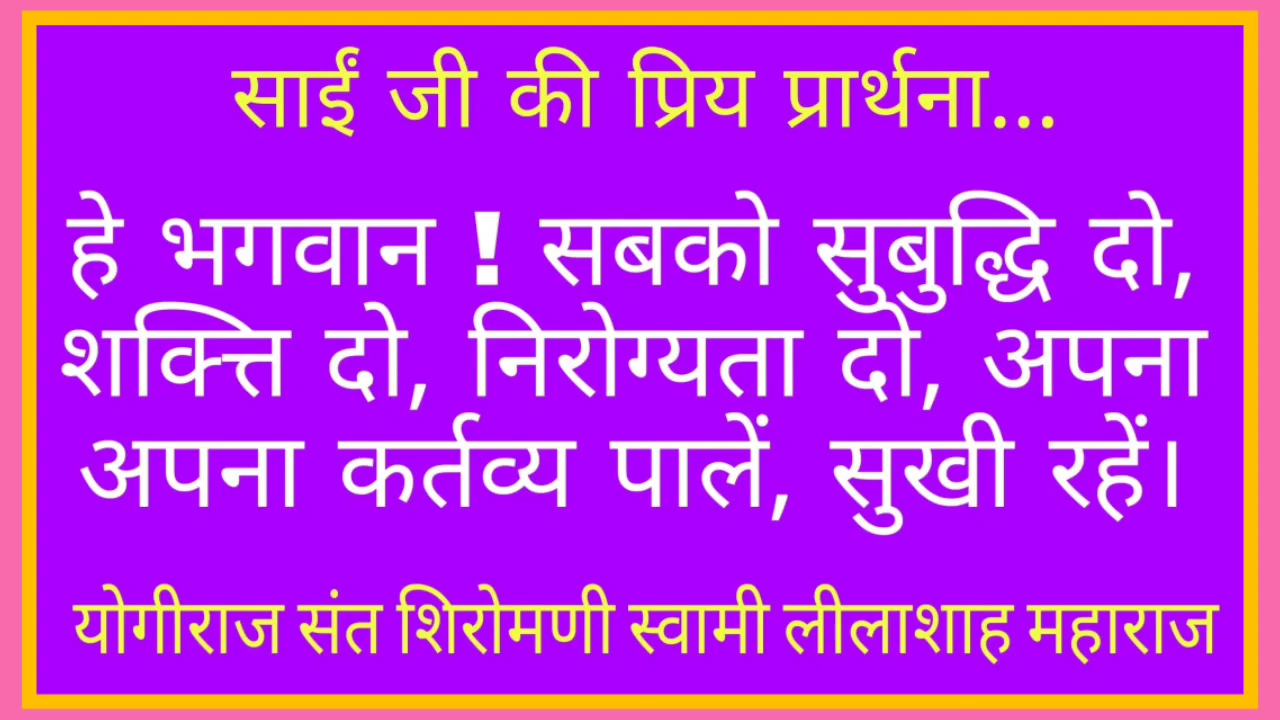 साईं जी की प्रिय प्रार्थना...
हे भगवान ! सबको सुबुद्धि दो,
शक्त्ति दो, निरोग्यता दो, अपना
अपना कर्तव्य पालें, सुखी रहें।
योगीराज संत शिरोमणी स्वामी लीलाशाह महाराज